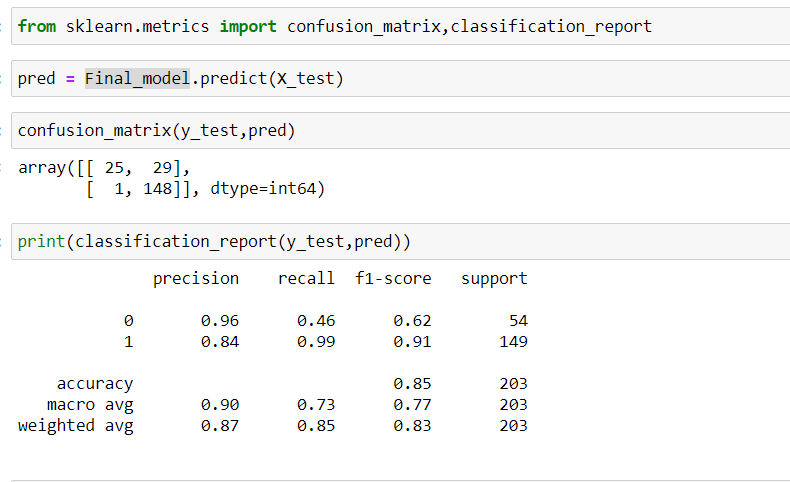 from sklearn.metrics import confusion_matrix,classification_report
pred = Final_model.predict(X_test)
confusion_matrix(y_test,pred)
array([[ 25,  29],
       [  1, 148]], dtype=int64)
print(classification_report(y_test,pred))
              precision    recall  f1-score   support
           0       0.96      0.46      0.62        54
           1       0.84      0.99      0.91       149
    accuracy                           0.85       203
   macro avg       0.90      0.73      0.77       203
weighted avg       0.87      0.85      0.83       203